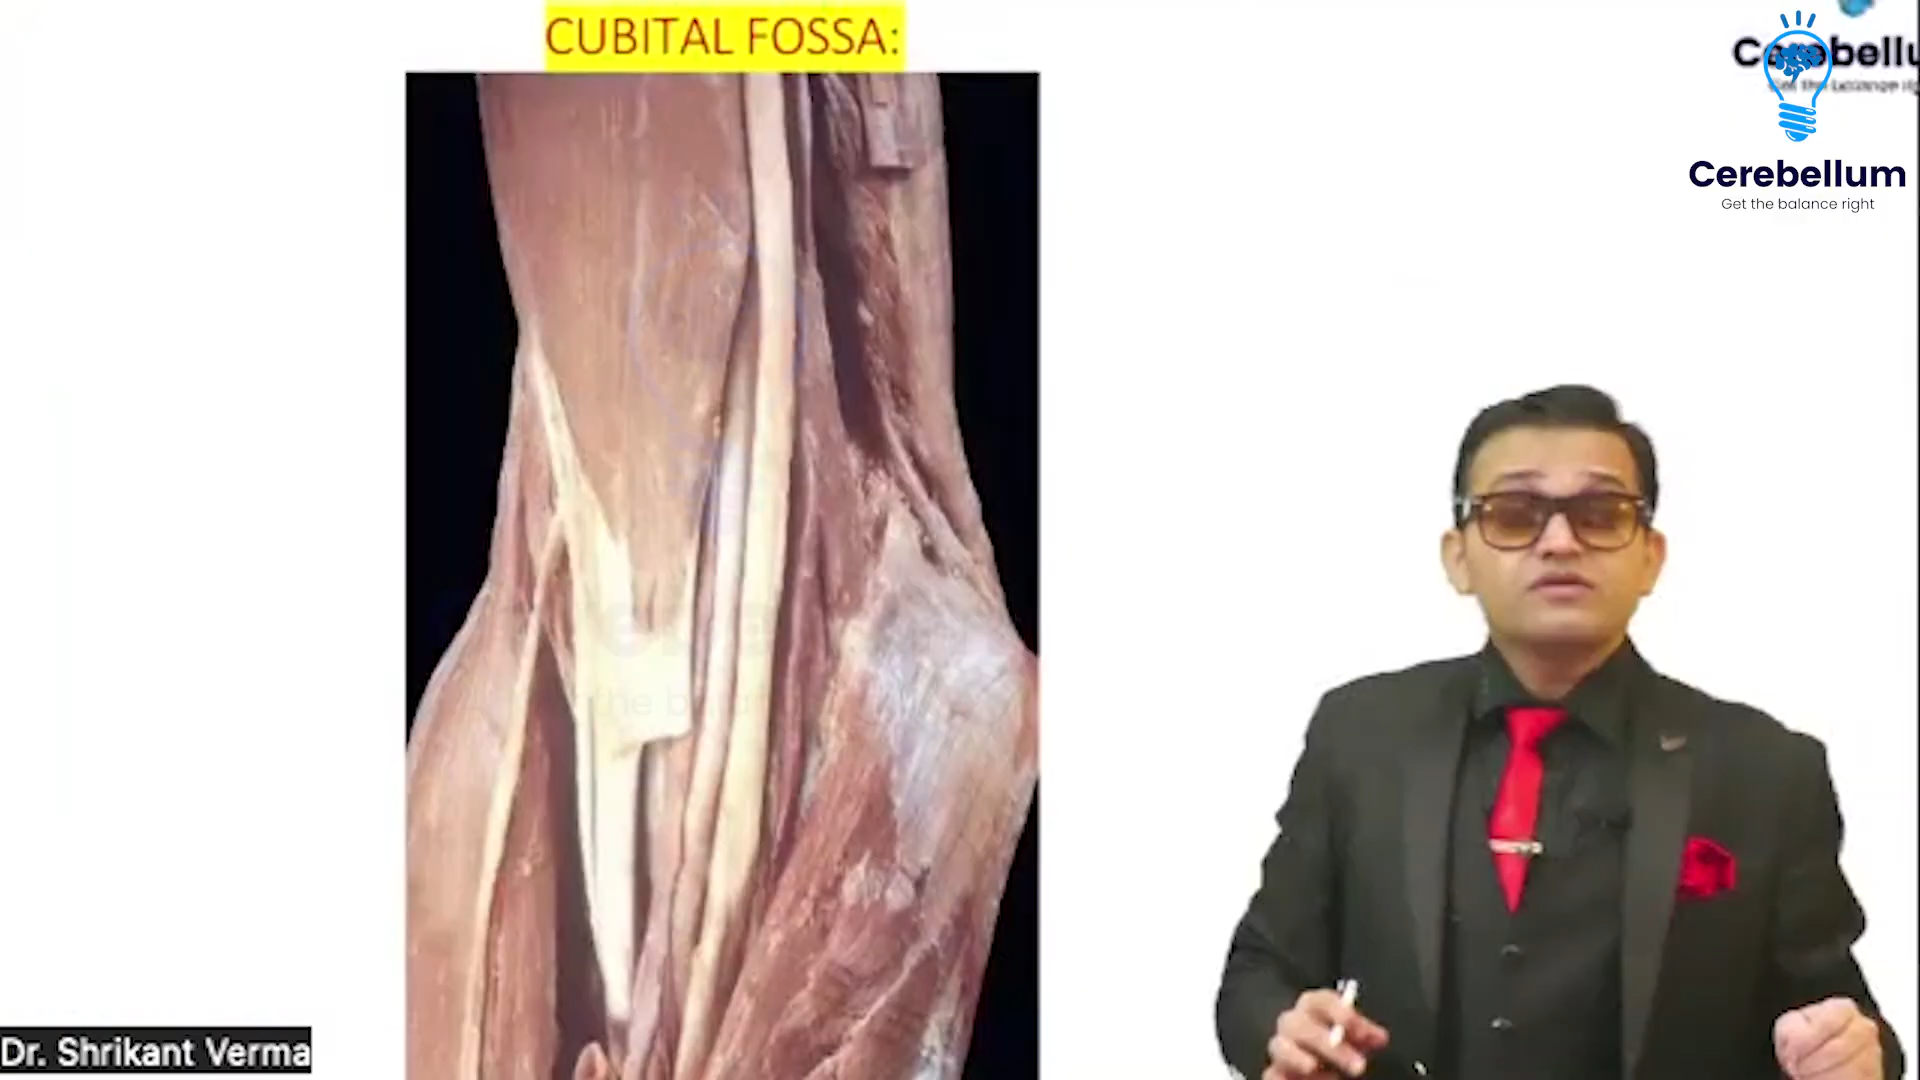 CUBITAL FOSSA:
Cerebellum
Get the balance right
Dr. Shrikant Verma